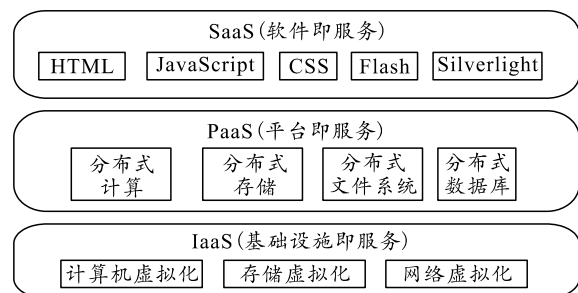 SaaS(软件即服务)
HTML JavaScript CSS Flash Silverlight
PaaS(平台即服务)
分布式 分布式 分布式 分布式
计算 存储 文件系统 数据库
IaaS(基础设施即服务)
计算机虚拟化 存储虚拟化 网络虚拟化